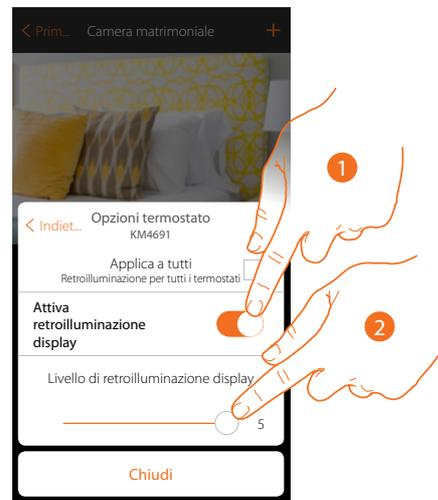 < Prim... Camera matrimoniale +
1
< Indiet... Opzioni termostato
KM4691
Applica a tutti
Retroilluminazione per tutti i termostati
Attiva
retroilluminazione
display
2
Livello di retroilluminazione display
5
Chiudi